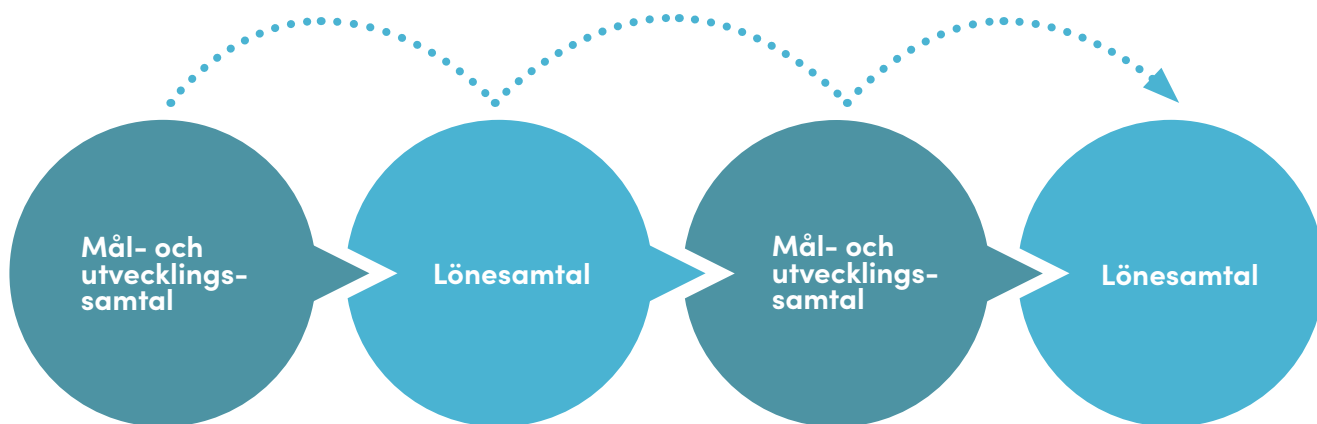 Mål- och
utvecklings-
samtal
Lönesamtal
Mål- och
utvecklings-
samtal
Lönesamtal